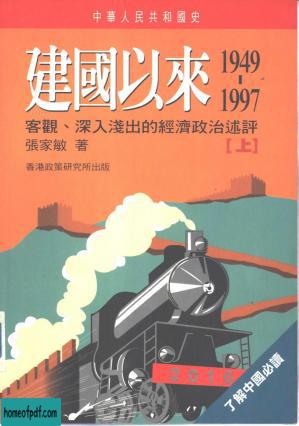 中華人民共和國史
建國以來 1949-1997
客觀、深入淺出的經濟政治述評
張家敏 著 【上】
香港政策研究所出版
2010
了解中國必讀
homeofpdf.com